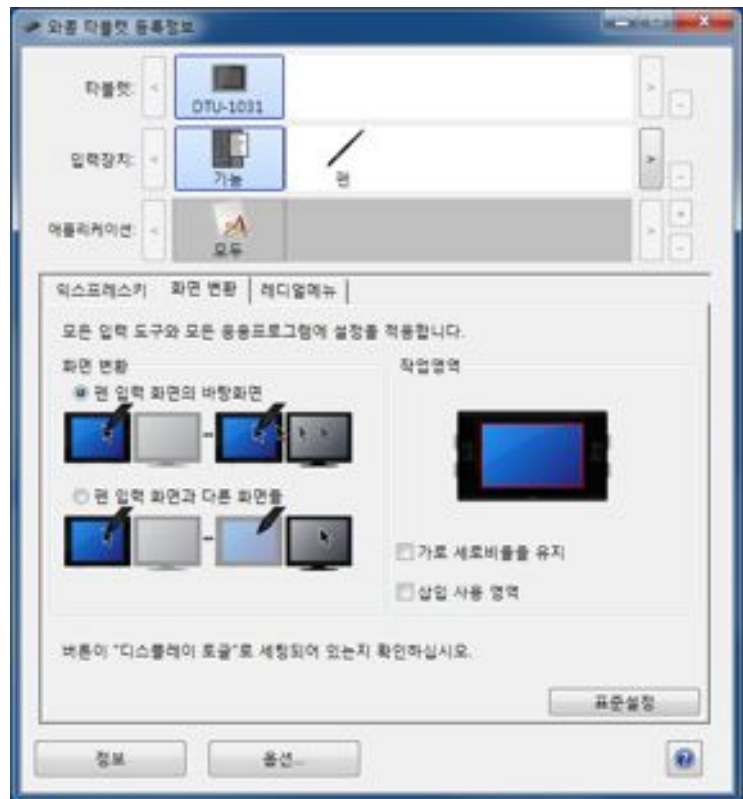 와콤 타블렛 등록정보
타블렛:
DTU-1031
입력장치:
기능
펜
애플리케이션:
모두
익스프레스키 화면 변환 레디얼메뉴
모든 입력 도구와 모든 응용프로그램에 설정을 적용합니다.
화면 변환
작업영역
펜 입력 화면의 바탕화면
펜 입력 화면과 다른 화면들
가로 세로비율을 유지
삽입 사용 영역
버튼이 "디스플레이 토글"로 세팅되어 있는지 확인하십시오.
표준설정
정보
옵션...